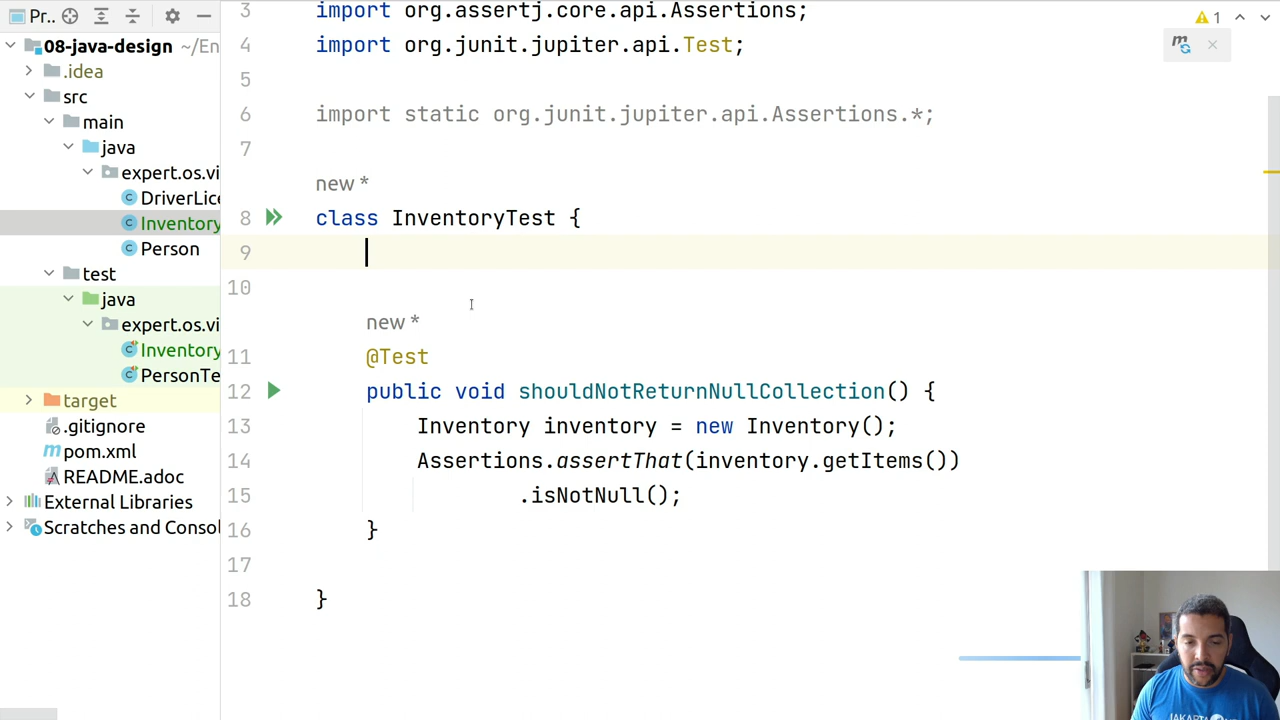 Pr..
08-java-design ~/En
.idea
src
main
java
expert.os.vi
DriverLice
Inventory
Person
test
java
expert.os.vi
Inventory
PersonTe
target
.gitignore
pom.xml
README.adoc
External Libraries
Scratches and Consol
1
3 import org.assertj.core.api.Assertions;
4 import org.junit.jupiter.api.Test;
5
6 import static org.junit.jupiter.api.Assertions.*;
7
new *
8 class InventoryTest {
9
10
new *
11 @Test
12 public void shouldNotReturnNullCollection() {
13 Inventory inventory = new Inventory();
14 Assertions.assertThat(inventory.getItems())
15 .isNotNull();
16 }
17
18 }
JAKARTA